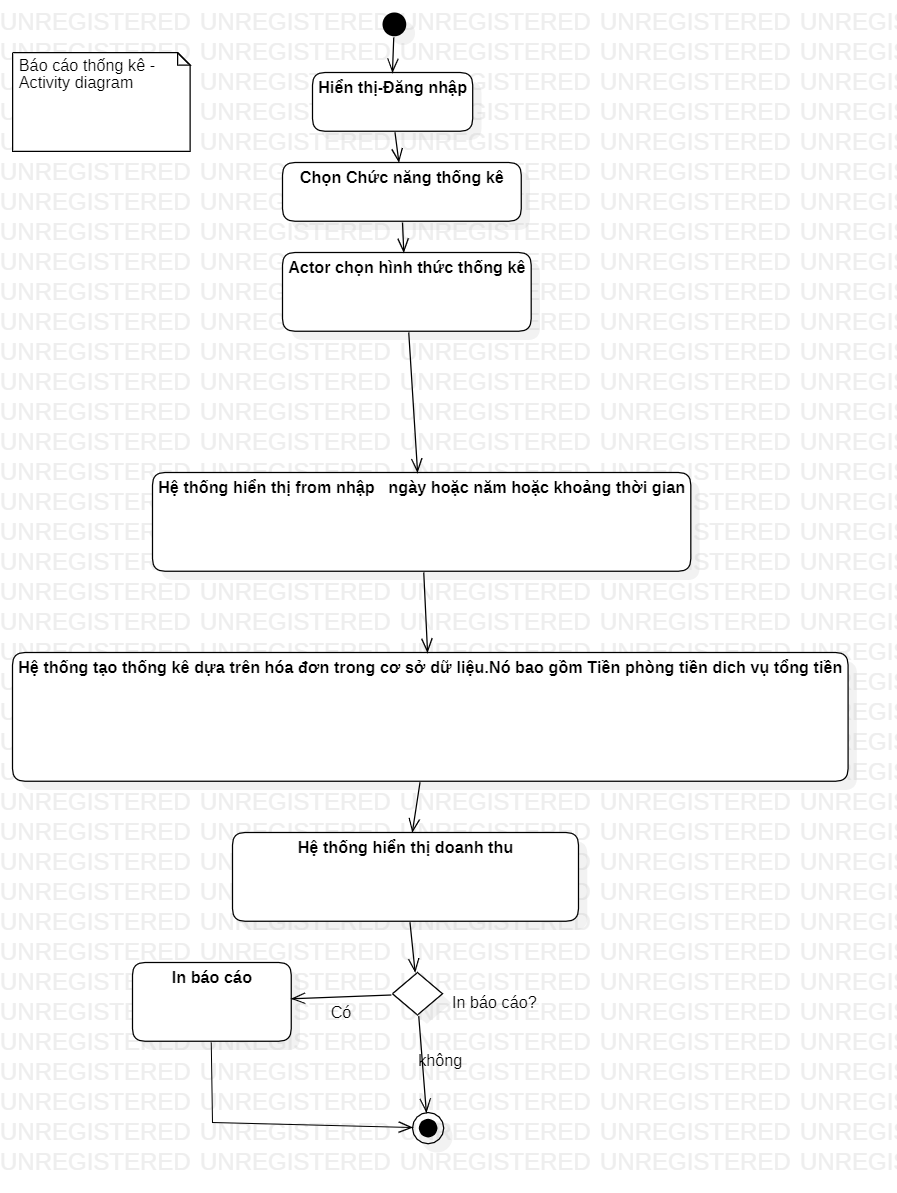 Báo cáo thống kê -
Activity diagram
Hiển thị-Đăng nhập
Chọn Chức năng thống kê
Actor chọn hình thức thống kê
Hệ thống hiển thị from nhập   ngày hoặc năm hoặc khoảng thời gian
Hệ thống tạo thống kê dựa trên hóa đơn trong cơ sở dữ liệu.Nó bao gồm Tiền phòng tiền dich vụ tổng tiền
Hệ thống hiển thị doanh thu
In báo cáo
In báo cáo?
Có
không
UNREGISTERED